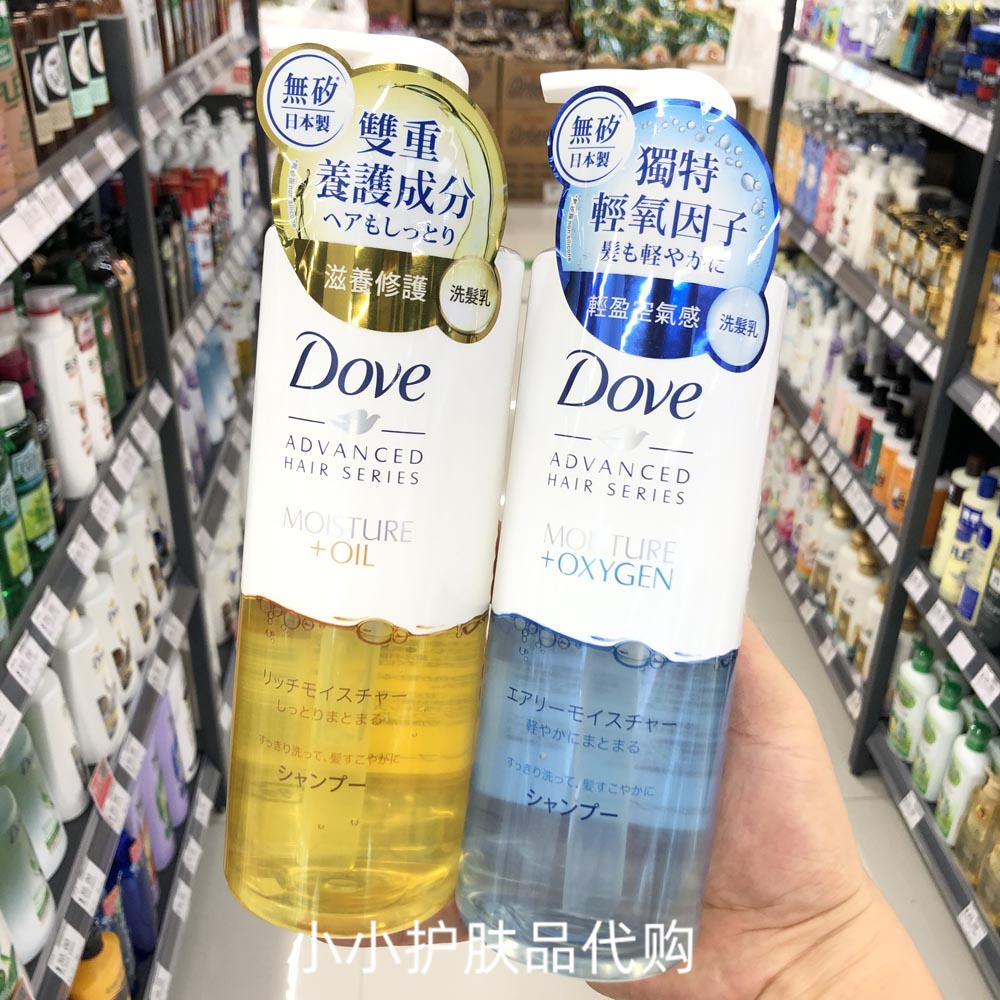 無矽
日本製
雙重
養護成分
ヘアもしっとり
滋養修護
洗髮乳
Dove
ADVANCED
HAIR SERIES
MOISTURE
+OIL
リッチモイスチャー
しっとりまとまる
すっきり洗って、髪すこやかに
シャンプー
無矽
日本製
獨特
輕氧因子
髪も軽やかに
輕盈空氣感
洗髮乳
Dove
ADVANCED
HAIR SERIES
MOISTURE
+OXYGEN
エアリーモイスチャー
軽やかにまとまる
すっきり洗って、髪すこやかに
シャンプー
小小护肤品代购